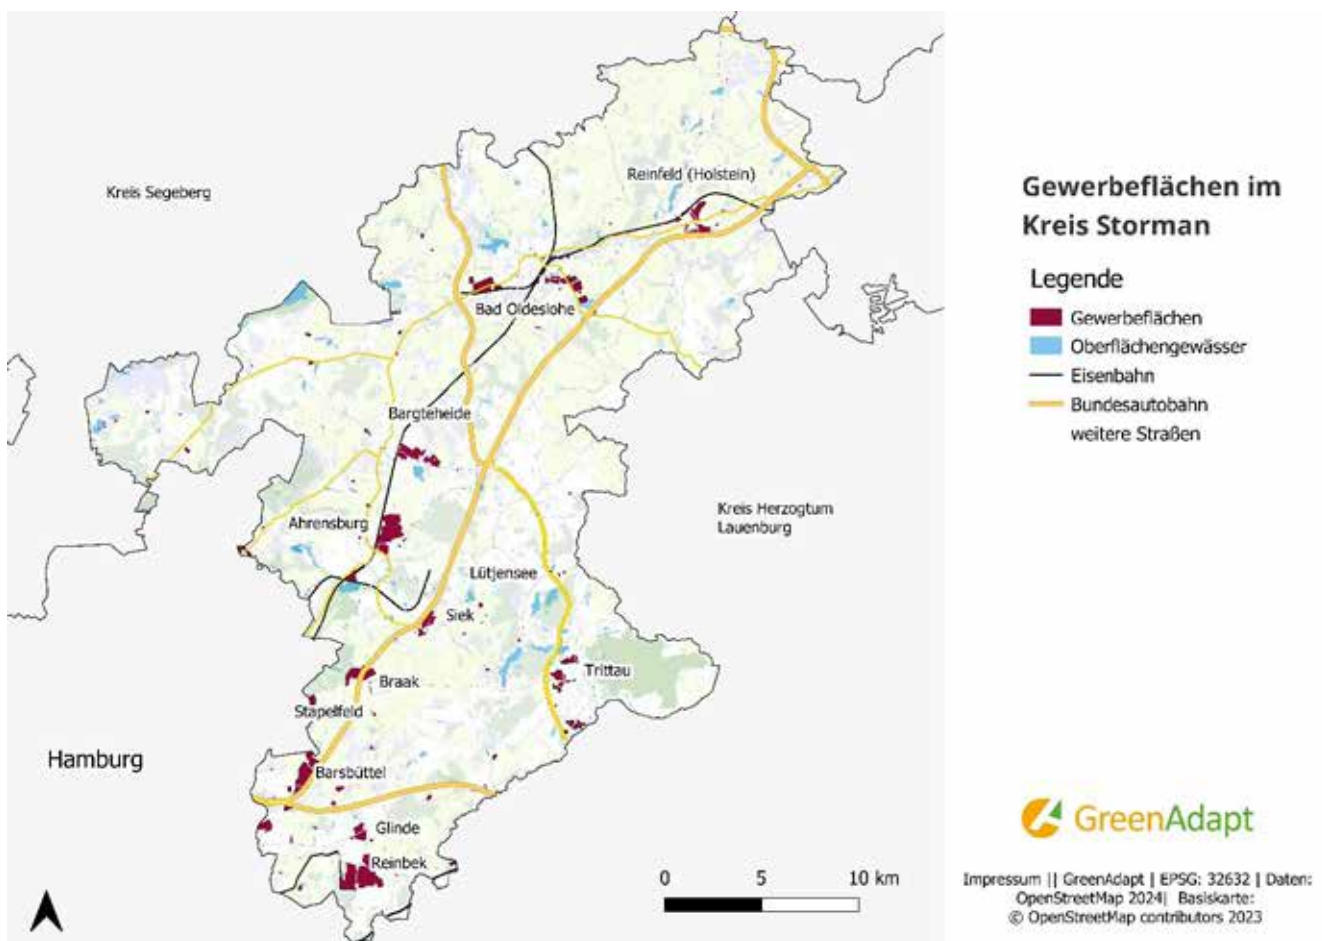 Kreis Segeberg
Reinfeld (Holstein)
Bad Oldeslohe
Bargteheide
Ahrensburg
Kreis Herzogtum
Lauenburg
Lütjensee
Siek
Trittau
Braak
Stapelfeld
Hamburg
Barsbüttel
Glinde
Reinbek
0 5 10 km
Gewerbeflächen im
Kreis Storman
Legende
Gewerbeflächen
Oberflächengewässer
Eisenbahn
Bundesautobahn
weitere Straßen
GreenAdapt
Impressum || GreenAdapt | EPSG: 32632 | Daten:
OpenStreetMap 2024| Basiskarte:
© OpenStreetMap contributors 2023